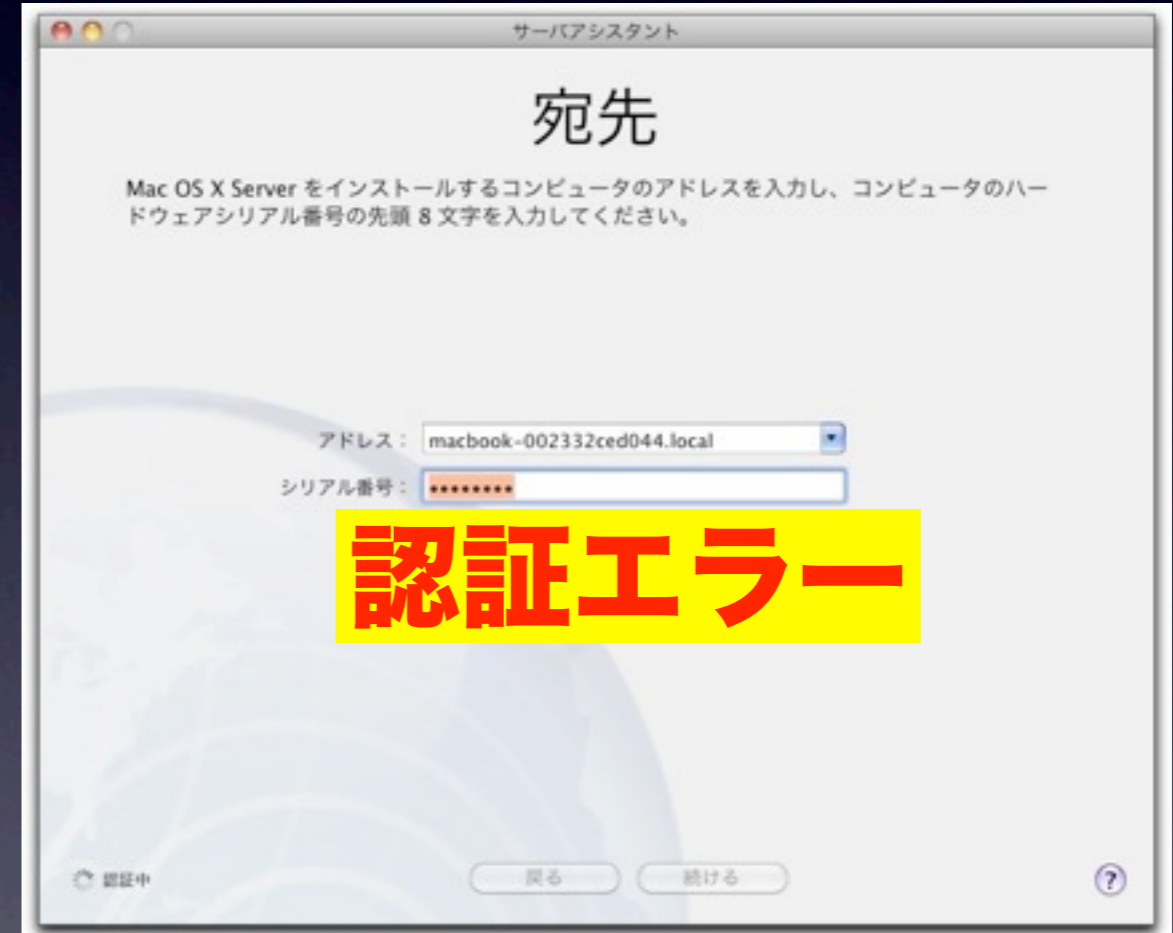 サーバアシスタント
宛先
Mac OS X Server をインストールするコンピュータのアドレスを入力し、コンピュータのハー
ドウェアシリアル番号の先頭 8 文字を入力してください。
アドレス： macbook-002332ced044.local
シリアル番号： ••••••••
認証エラー
認証中 戻る 続ける ?